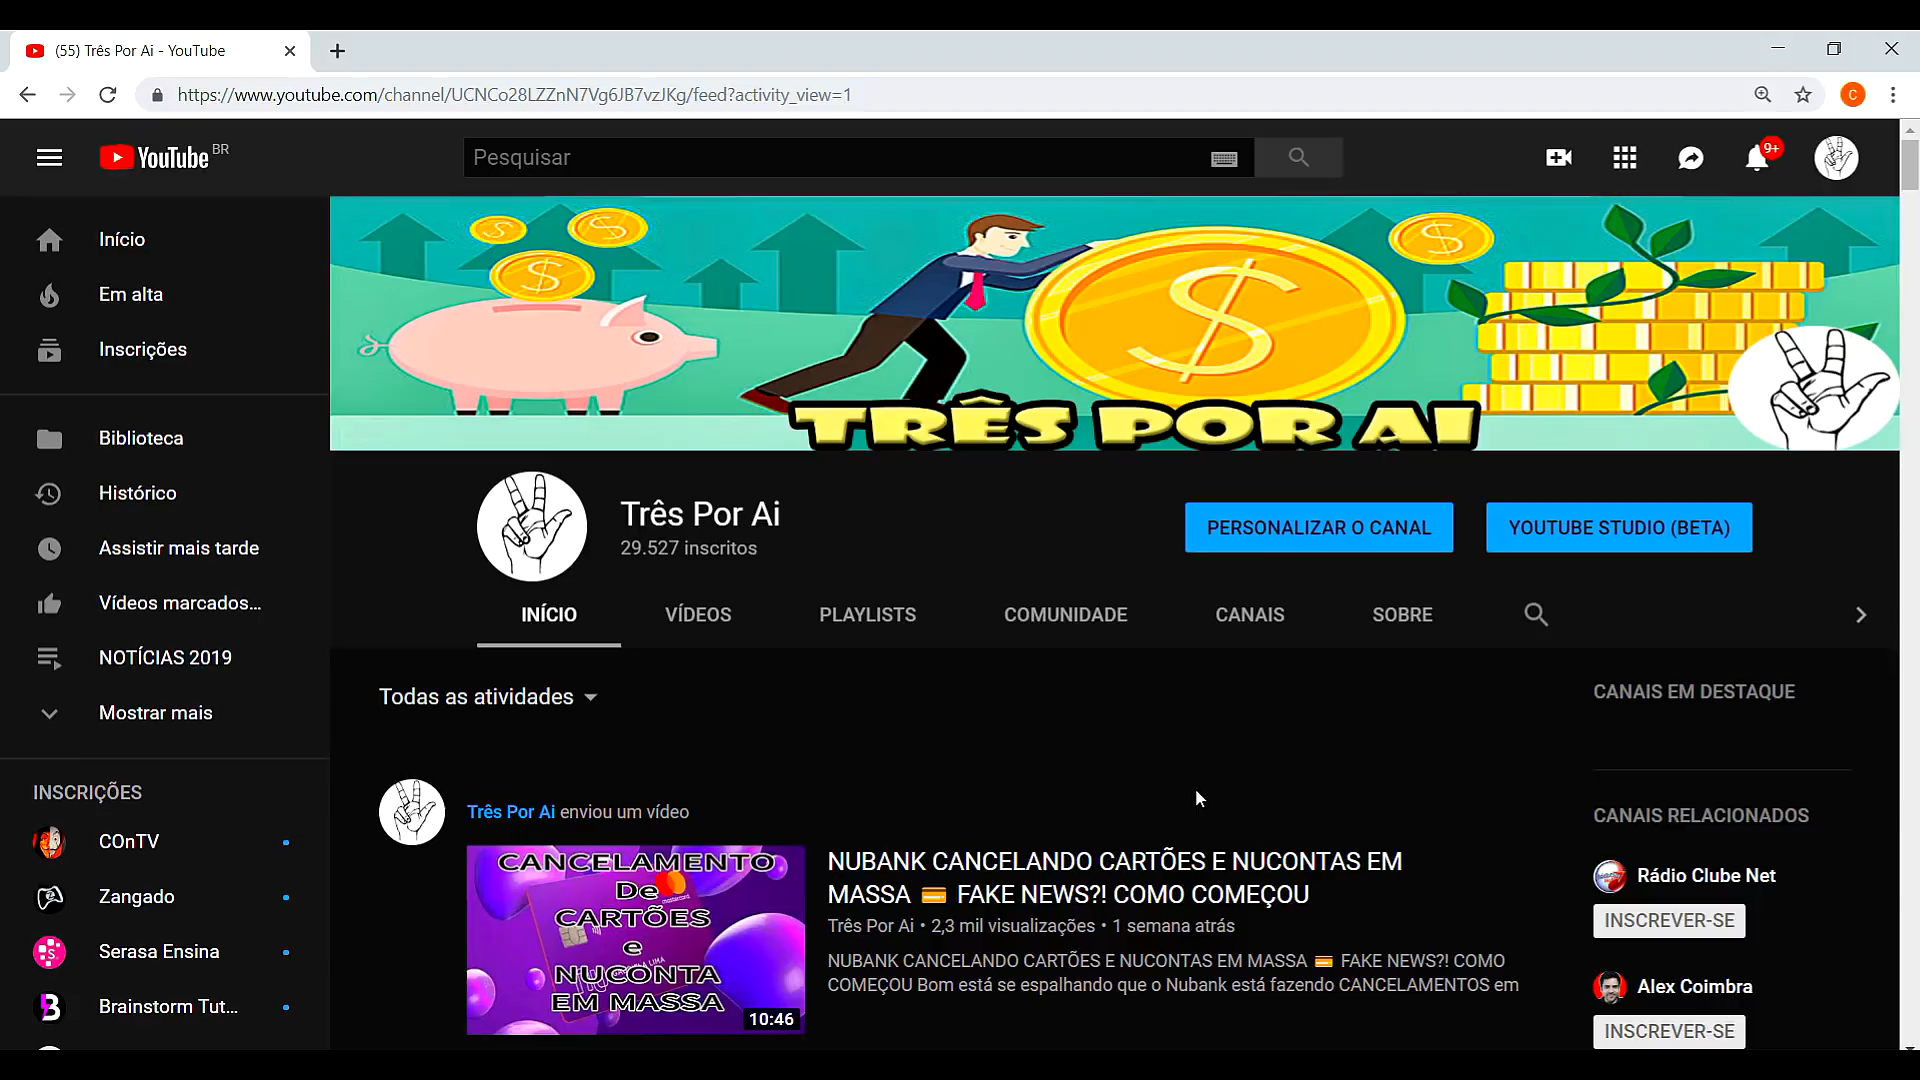 (55) Três Por Ai - YouTube
https://www.youtube.com/channel/UCNCo28LZZnN7Vg6JB7vzJKg/feed?activity_view=1
C
YouTube BR
Pesquisar
9+
Início
Em alta
Inscrições
Biblioteca
Histórico
Assistir mais tarde
Vídeos marcados...
NOTÍCIAS 2019
Mostrar mais
INSCRIÇÕES
COnTV
Zangado
Serasa Ensina
Brainstorm Tut...
TRÊS POR AI
Três Por Ai
29.527 inscritos
PERSONALIZAR O CANAL
YOUTUBE STUDIO (BETA)
INÍCIO VÍDEOS PLAYLISTS COMUNIDADE CANAIS SOBRE
Todas as atividades
Três Por Ai enviou um vídeo
CANCELAMENTO
De
CARTÕES
e
NUCONTA
EM MASSA
mastercard
10:46
NUBANK CANCELANDO CARTÕES E NUCONTAS EM
MASSA 💳 FAKE NEWS?! COMO COMEÇOU
Três Por Ai • 2,3 mil visualizações • 1 semana atrás
NUBANK CANCELANDO CARTÕES E NUCONTAS EM MASSA 💳 FAKE NEWS?! COMO
COMEÇOU Bom está se espalhando que o Nubank está fazendo CANCELAMENTOS em
CANAIS EM DESTAQUE
CANAIS RELACIONADOS
Rádio Clube Net
INSCREVER-SE
Alex Coimbra
INSCREVER-SE